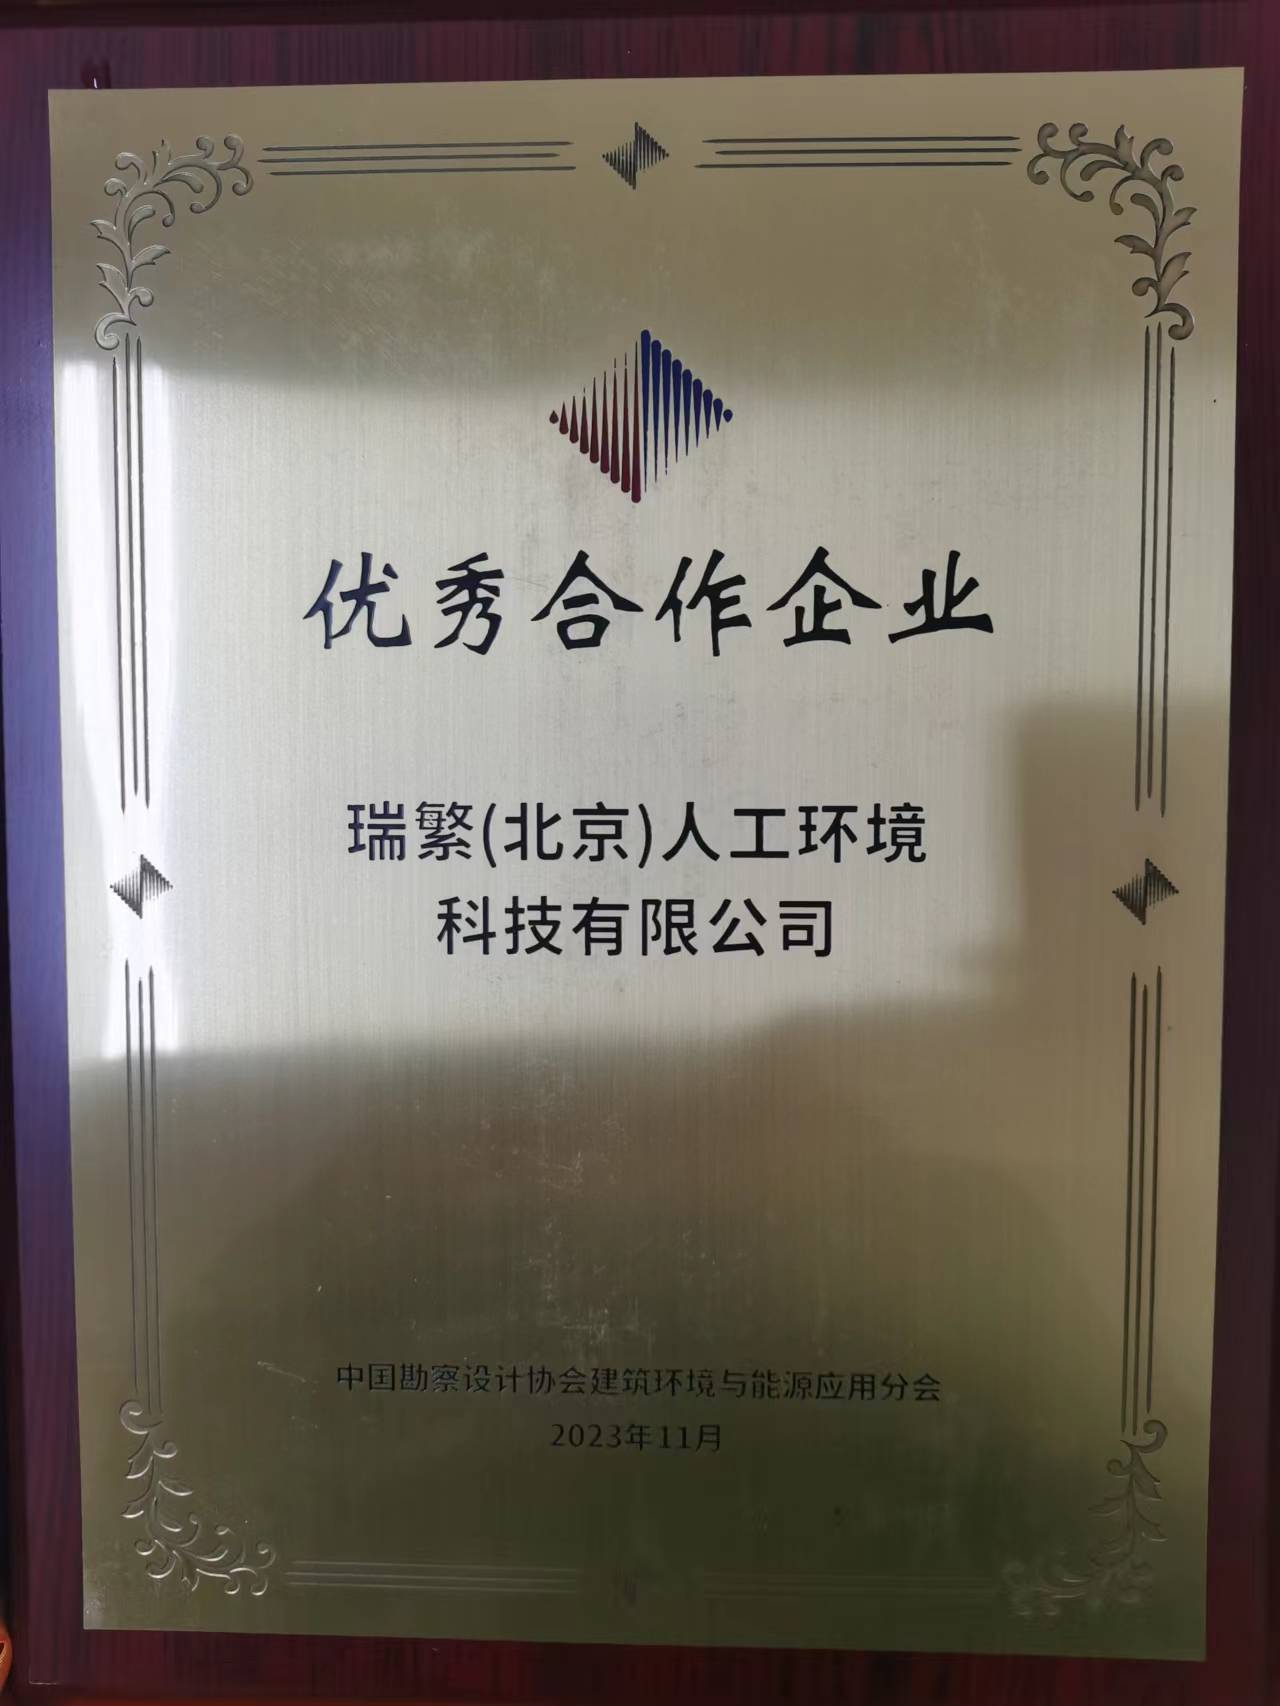 优秀合作企业
瑞繁(北京)人工环境
科技有限公司
中国勘察设计协会建筑环境与能源应用分会
2023年11月